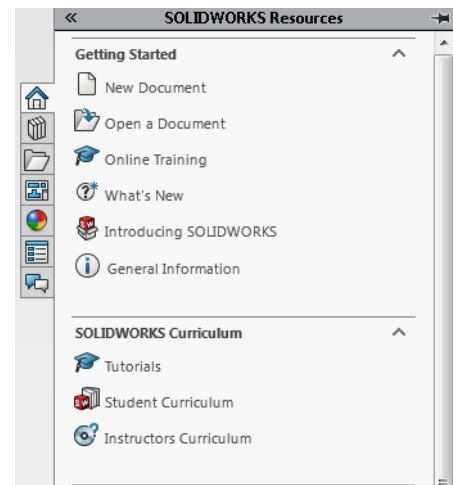 SOLIDWORKS Resources
Getting Started
New Document
Open a Document
Online Training
What's New
Introducing SOLIDWORKS
General Information
SOLIDWORKS Curriculum
Tutorials
Student Curriculum
Instructors Curriculum